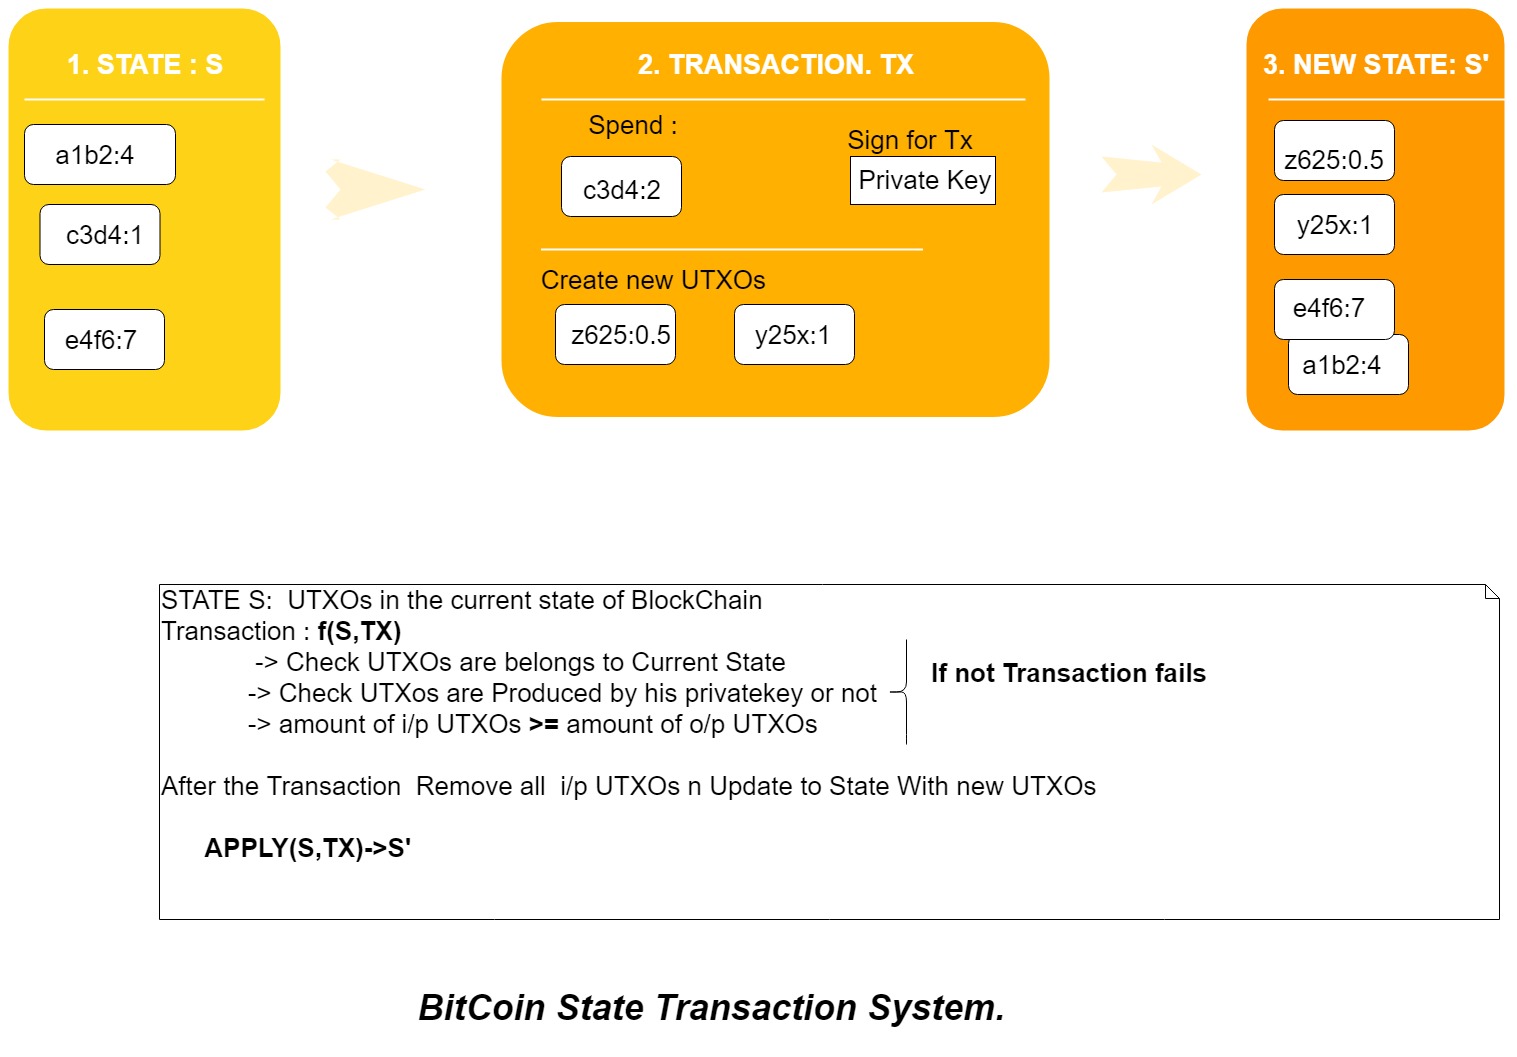 1. STATE : S
a1b2:4
c3d4:1
e4f6:7
2. TRANSACTION. TX
Spend :
c3d4:2
Sign for Tx
Private Key
Create new UTXOs
z625:0.5
y25x:1
3. NEW STATE: S'
z625:0.5
y25x:1
e4f6:7
a1b2:4
STATE S:  UTXOs in the current state of BlockChain
Transaction : f(S,TX)
-> Check UTXOs are belongs to Current State
-> Check UTXos are Produced by his privatekey or not
-> amount of i/p UTXOs >= amount of o/p UTXOs
If not Transaction fails
After the Transaction  Remove all  i/p UTXOs n Update to State With new UTXOs
APPLY(S,TX)->S'
BitCoin State Transaction System.